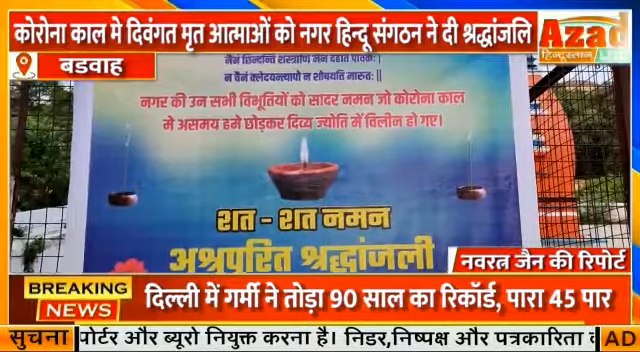 कोरोना काल मे दिवंगत मृत आत्माओं को नगर हिन्दू संगठन ने दी श्रद्धांजलि
Azad
हिन्दुस्तान LIVE
बडवाह
नैनं छिन्दन्ति शस्त्राणि नैनं दहति पावकः
न चैनं क्लेदयन्त्यापो न शोषयति मारुतः ||
नगर की उन सभी विभूतियों को सादर नमन जो कोरोना काल
मे असमय हमे छोड़कर दिव्य ज्योति में विलीन हो गए।
शत - शत नमन
अश्रुपुरित श्रद्धांजली
नवरत्न जैन की रिपोर्ट
BREAKING
NEWS
दिल्ली में गर्मी ने तोड़ा 90 साल का रिकॉर्ड, पारा 45 पार
सुचना
पोर्टर और ब्यूरो नियुक्त करना है। निडर,निष्पक्ष और पत्रकारिता
AD